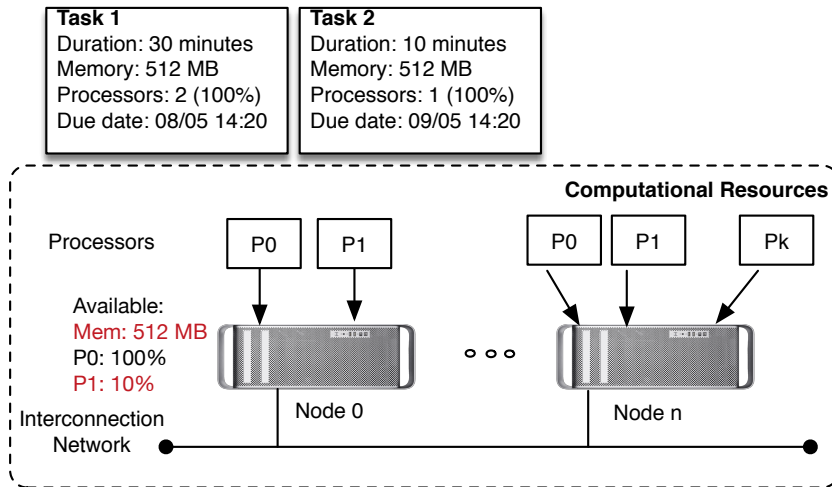 Task 1
Duration: 30 minutes
Memory: 512 MB
Processors: 2 (100%)
Due date: 08/05 14:20
Task 2
Duration: 10 minutes
Memory: 512 MB
Processors: 1 (100%)
Due date: 09/05 14:20
Computational Resources
Processors
P0
P1
P0
P1
Pk
Available:
Mem: 512 MB
P0: 100%
P1: 10%
Node 0
Node n
Interconnection
Network